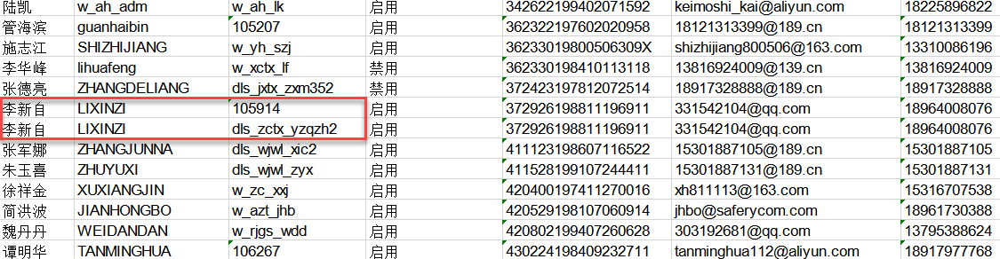 陆凯 w_ah_adm w_ah_lk 启用 342622199402071592 keimoshi_kai@aliyun.com 18225896822
管海滨 guanhaibin 105207 启用 362322197602020958 18121313399@189.cn 18121313399
施志江 SHIZHIJIANG w_yh_szj 启用 36233019800506309X shizhijiang800506@163.com 13310086196
李华峰 lihuafeng w_xctx_lf 禁用 362330198410113118 13816924009@139.cn 13816924009
张德亮 ZHANGDELIANG dls_jxtx_zxm352 禁用 372423197812072514 18917328888@189.cn 18917328888
李新自 LIXINZI 105914 启用 372926198811196911 331542104@qq.com 18964008076
李新自 LIXINZI dls_zctx_yzqzh2 启用 372926198811196911 331542104@qq.com 18964008076
张军娜 ZHANGJUNNA dls_wjwl_xic2 启用 411123198607116522 15301887105@189.cn 15301887105
朱玉喜 ZHUYUXI dls_wjwl_zyx 启用 411528199107244411 15301887131@189.cn 15301887131
徐祥金 XUXIANGJIN w_zc_xxj 启用 420400197411270016 xh811113@163.com 15316707538
简洪波 JIANHONGBO w_azt_jhb 启用 420529198107060914 jhbo@saferycom.com 18961730388
魏丹丹 WEIDANDAN w_rjgs_wdd 启用 420802199407260628 303192681@qq.com 13795388624
谭明华 TANMINGHUA 106267 启用 430224198409232711 tanminghua112@aliyun.com 18917977768